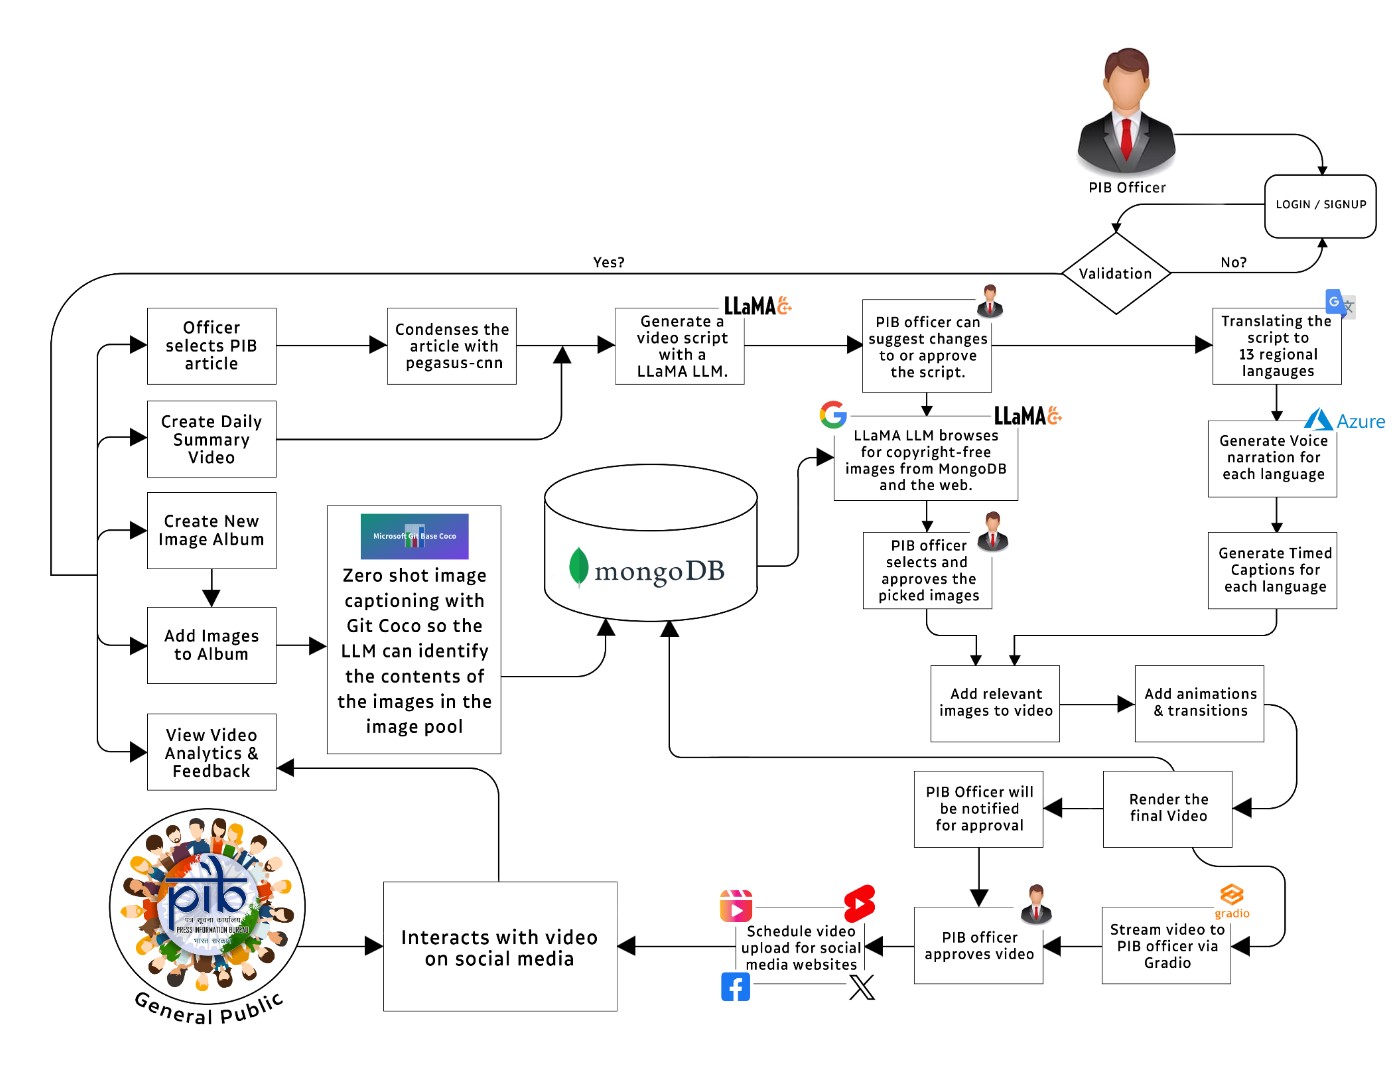 PIB Officer
LOGIN / SIGNUP
Validation
No?
Yes?
Officer
selects PIB
article
Condenses the
article with
pegasus-cnn
LLaMA C++
Generate a
video script
with a
LLaMA LLM.
PIB officer can
suggest changes
to or approve
the script.
G 文
Translating the
script to
13 regional
langauges
Create Daily
Summary
Video
G
LLaMA C++
LLaMA LLM browses
for copyright-free
images from MongoDB
and the web.
Azure
Generate Voice
narration for
each language
Create New
Image Album
Microsoft Git Base Coco
Zero shot image
captioning with
Git Coco so the
LLM can identify
the contents of
the images in the
image pool
mongoDB
PIB officer
selects and
approves the
picked images
Generate Timed
Captions for
each language
Add Images
to Album
Add relevant
images to video
Add animations
& transitions
View Video
Analytics &
Feedback
PIB Officer will
be notified
for approval
Render the
final Video
pib
पत्र सूचना कार्यालय
PRESS INFORMATION BUREAU
भारत सरकार
General Public
Interacts with video
on social media
Schedule video
upload for social
media websites
f
X
PIB officer
approves video
gradio
Stream video to
PIB officer via
Gradio